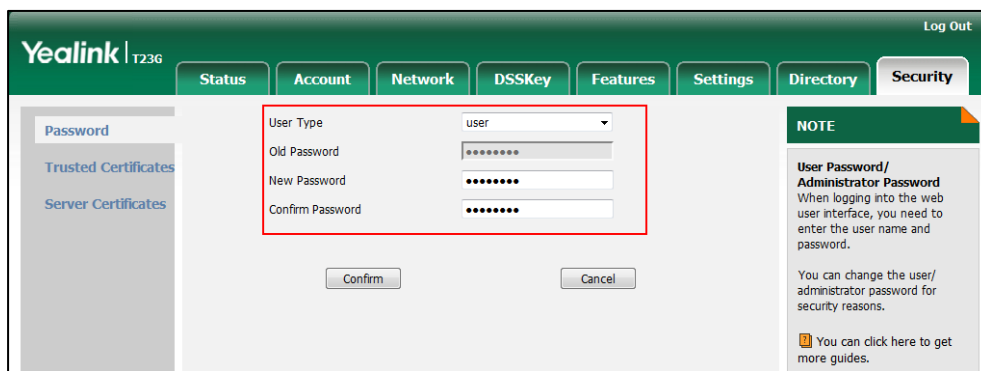 Log Out
Yealink T23G
Status Account Network DSSKey Features Settings Directory Security
Password
Trusted Certificates
Server Certificates
User Type user
Old Password ••••••••
New Password ••••••••
Confirm Password ••••••••
Confirm Cancel
NOTE
User Password/
Administrator Password
When logging into the web
user interface, you need to
enter the user name and
password.
You can change the user/
administrator password for
security reasons.
You can click here to get
more guides.